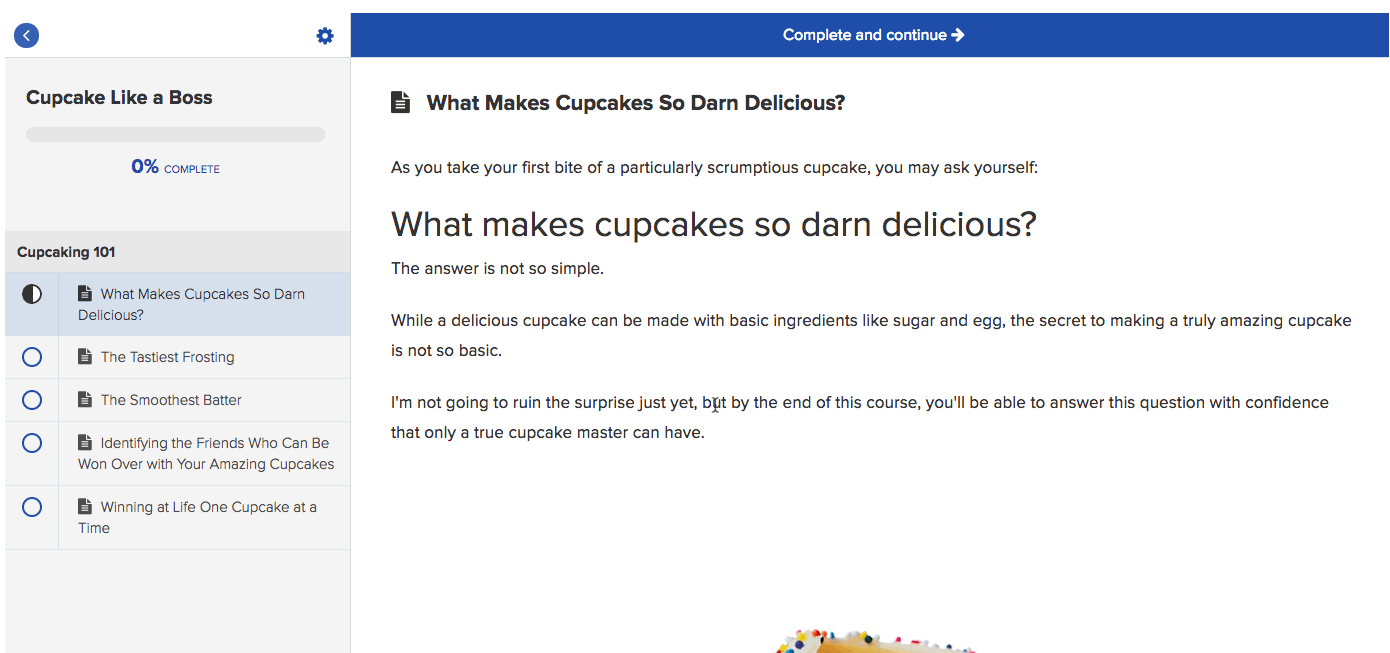 Complete and continue
Cupcake Like a Boss
0% COMPLETE
Cupcaking 101
What Makes Cupcakes So Darn
Delicious?
The Tastiest Frosting
The Smoothest Batter
Identifying the Friends Who Can Be
Won Over with Your Amazing Cupcakes
Winning at Life One Cupcake at a
Time
What Makes Cupcakes So Darn Delicious?
As you take your first bite of a particularly scrumptious cupcake, you may ask yourself:
What makes cupcakes so darn delicious?
The answer is not so simple.
While a delicious cupcake can be made with basic ingredients like sugar and egg, the secret to making a truly amazing cupcake
is not so basic.
I'm not going to ruin the surprise just yet, but by the end of this course, you'll be able to answer this question with confidence
that only a true cupcake master can have.